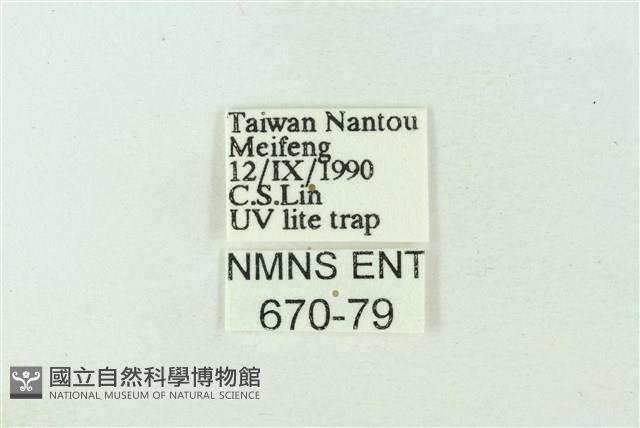 Taiwan Nantou
Meifeng
12/IX/1990
C.S.Lin
UV lite trap
NMNS ENT
670-79
國立自然科學博物館
NATIONAL MUSEUM OF NATURAL SCIENCE